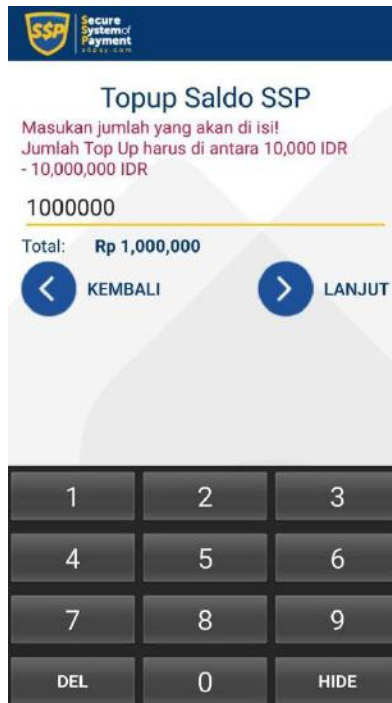 SSP
Secure
System of
Payment
Topup Saldo SSP
Masukan jumlah yang akan di isi!
Jumlah Top Up harus di antara 10,000 IDR
- 10,000,000 IDR
1000000
Total: Rp 1,000,000
KEMBALI LANJUT
1 2 3
4 5 6
7 8 9
DEL 0 HIDE